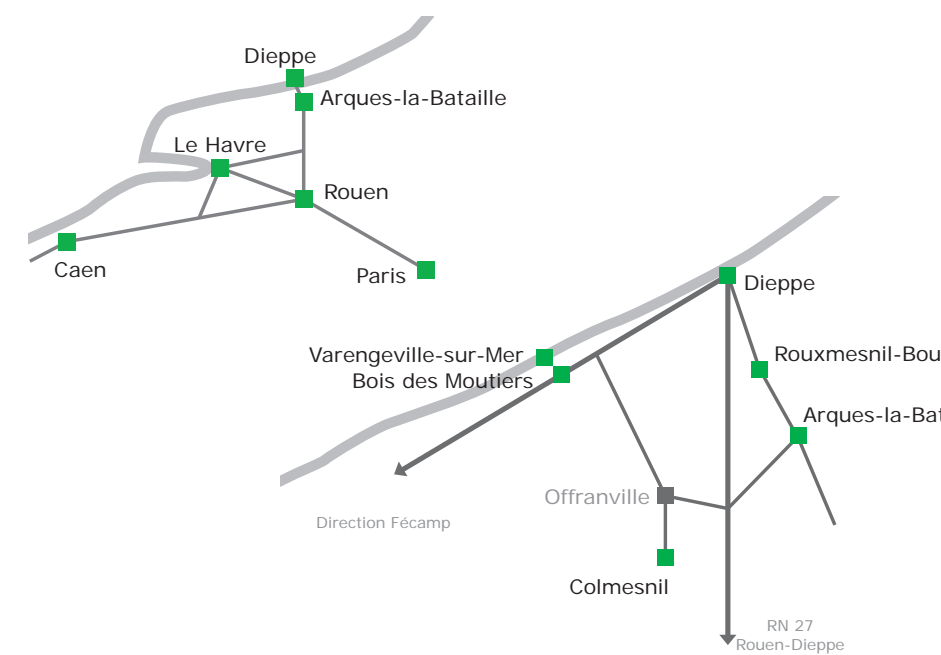 Dieppe
Arques-la-Bataille
Le Havre
Rouen
Caen
Paris
Dieppe
Varengeville-sur-Mer
Rouxmesnil-Bou
Bois des Moutiers
Arques-la-Bat
Offranville
Direction Fécamp
Colmesnil
RN 27
Rouen-Dieppe